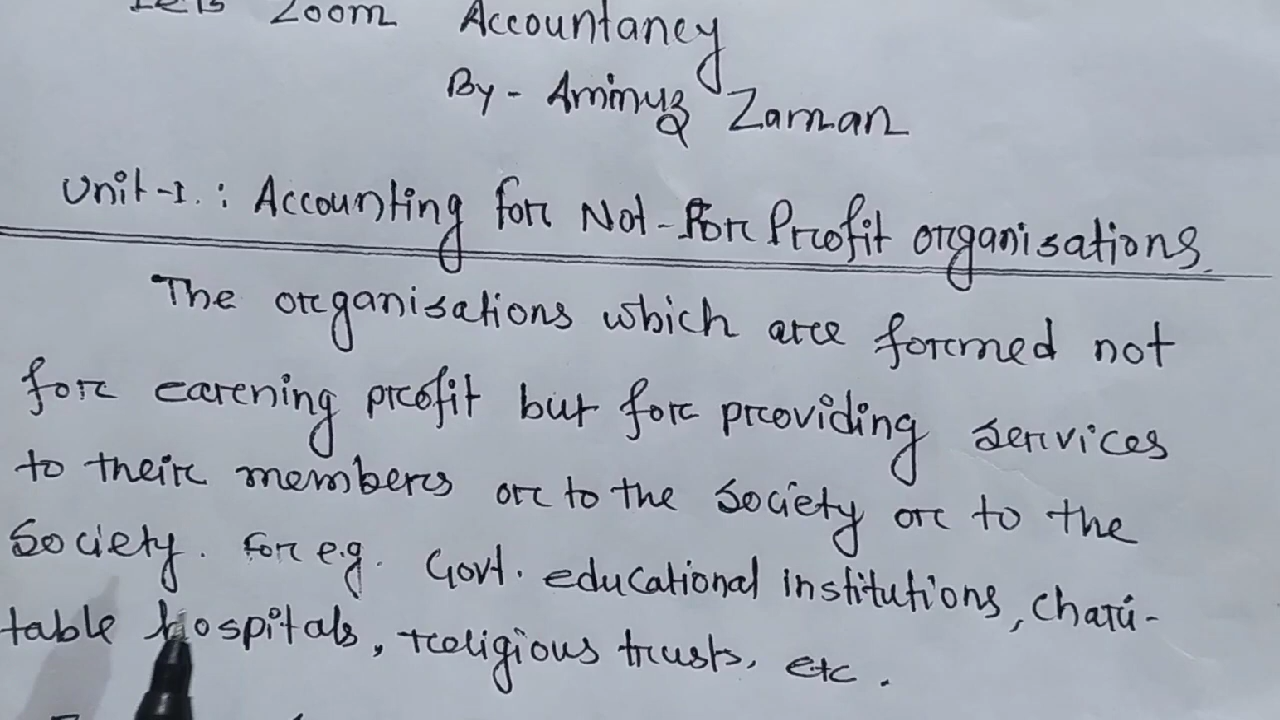 Lets Zoom Accountancy
By - Aminuz Zaman
Unit-I. : Accounting for Not-For Profit organisations.
The organisations which are formed not
for earning profit but for providing services
to their members or to the society or to the
society. For e.g. Govt. educational institutions, chari-
table hospitals, religious trusts, etc.